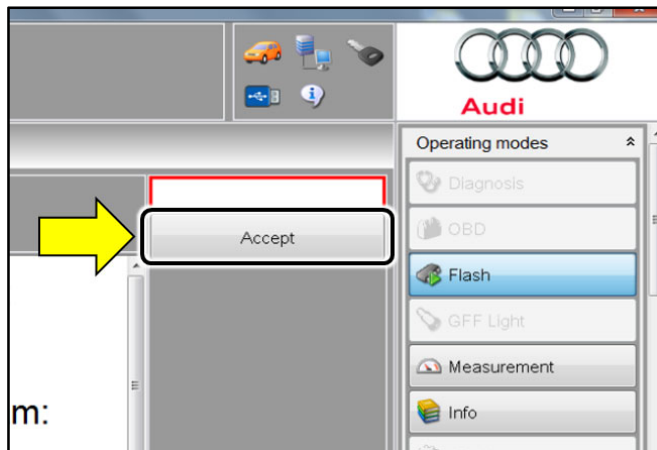 Audi
Operating modes
Diagnosis
OBD
Accept
Flash
GFF Light
Measurement
m:
Info